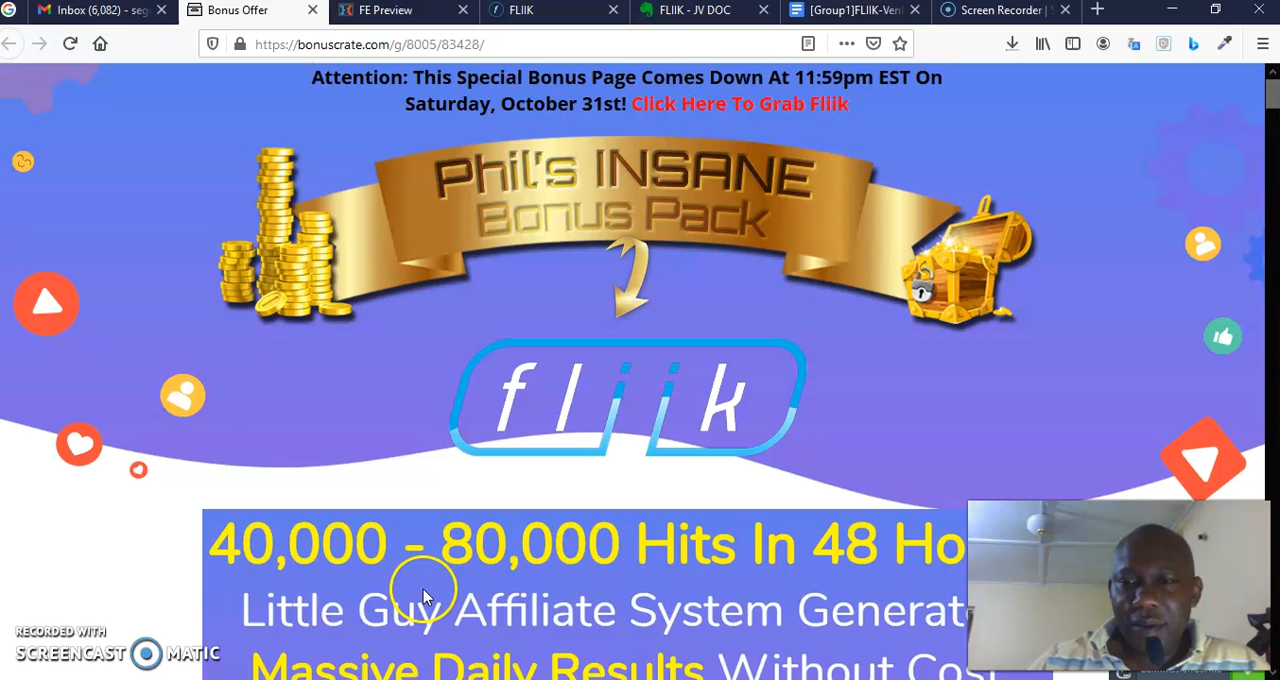 Inbox (6,082) - seg
Bonus Offer
FE Preview
FLIIK
FLIIK - JV DOC
[Group1]FLIIK-Ven
Screen Recorder |
https://bonuscrate.com/g/8005/83428/
Attention: This Special Bonus Page Comes Down At 11:59pm EST On
Saturday, October 31st! Click Here To Grab Fliik
Phil's INSANE
Bonus Pack
fliik
40,000 - 80,000 Hits In 48 Ho
Little Guy Affiliate System Generat
Massive Daily Results Without Cos
RECORDED WITH
SCREENCAST MATIC